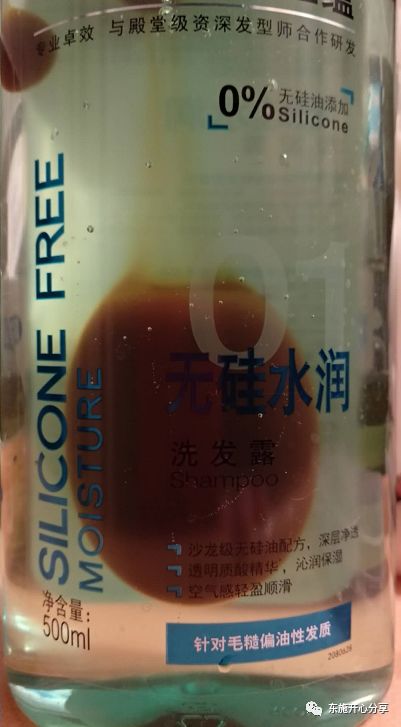 专业卓效 与殿堂级资深发型师合作研发
0% 无硅油添加
Silicone
SILICONE FREE
MOISTURE
01
无硅水润
洗发露
Shampoo
沙龙级无硅油配方，深层净透
透明质酸精华，沁润保湿
空气感轻盈顺滑
净含量：
500ml
针对毛糙偏油性发质
2080628
东施开心分享